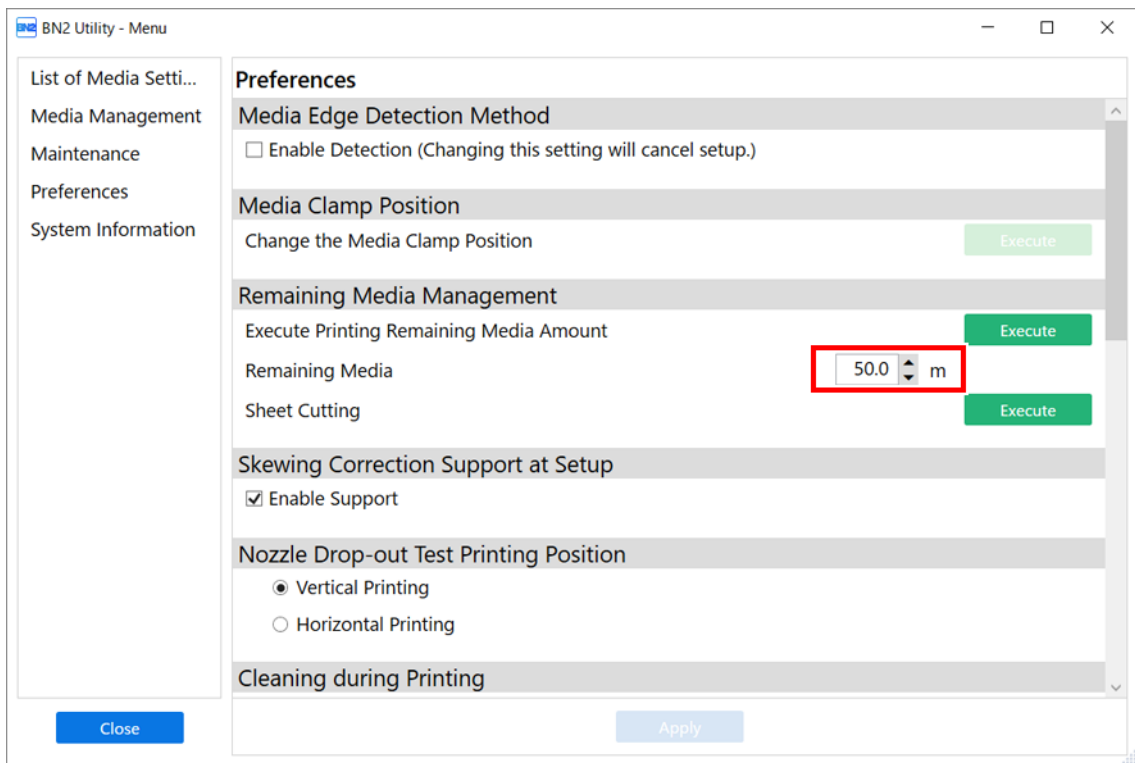 BN2 BN2 Utility - Menu
List of Media Setti...
Media Management
Maintenance
Preferences
System Information
Preferences
Media Edge Detection Method
Enable Detection (Changing this setting will cancel setup.)
Media Clamp Position
Change the Media Clamp Position Execute
Remaining Media Management
Execute Printing Remaining Media Amount Execute
Remaining Media 50.0 m
Sheet Cutting Execute
Skewing Correction Support at Setup
Enable Support
Nozzle Drop-out Test Printing Position
Vertical Printing
Horizontal Printing
Cleaning during Printing
Close Apply